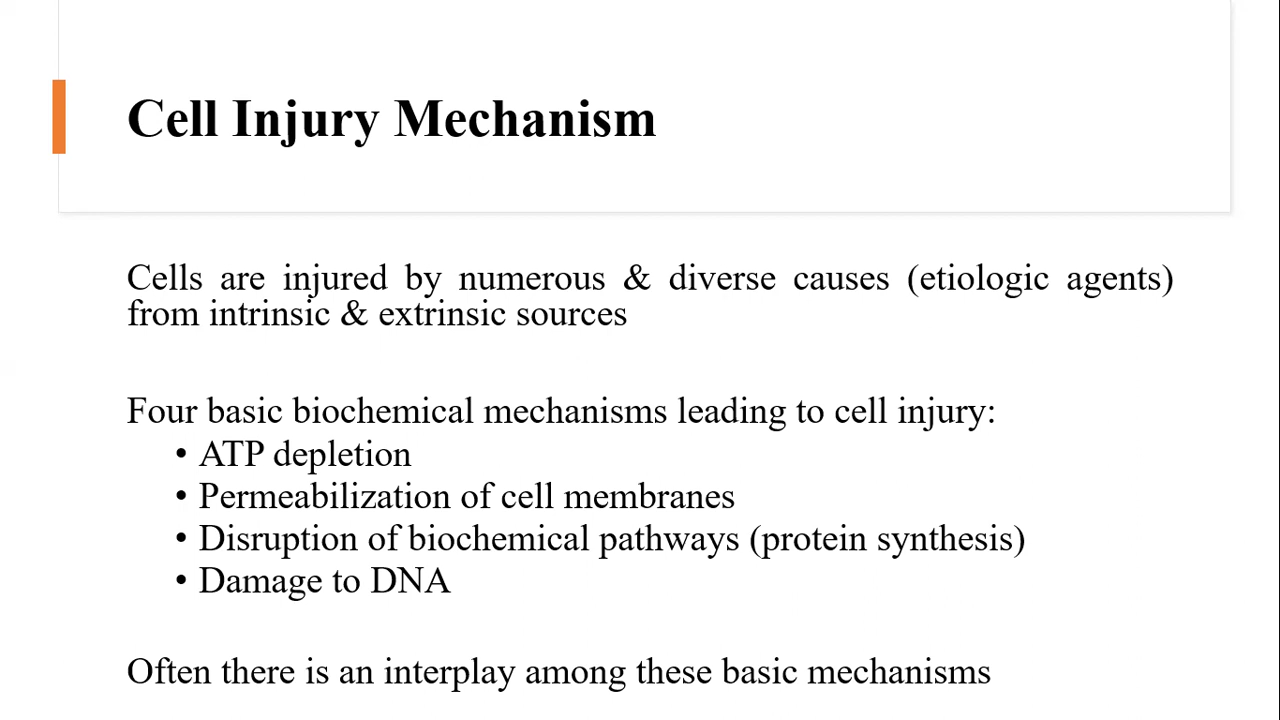 Cell Injury Mechanism
Cells are injured by numerous & diverse causes (etiologic agents)
from intrinsic & extrinsic sources
Four basic biochemical mechanisms leading to cell injury:
• ATP depletion
• Permeabilization of cell membranes
• Disruption of biochemical pathways (protein synthesis)
• Damage to DNA
Often there is an interplay among these basic mechanisms